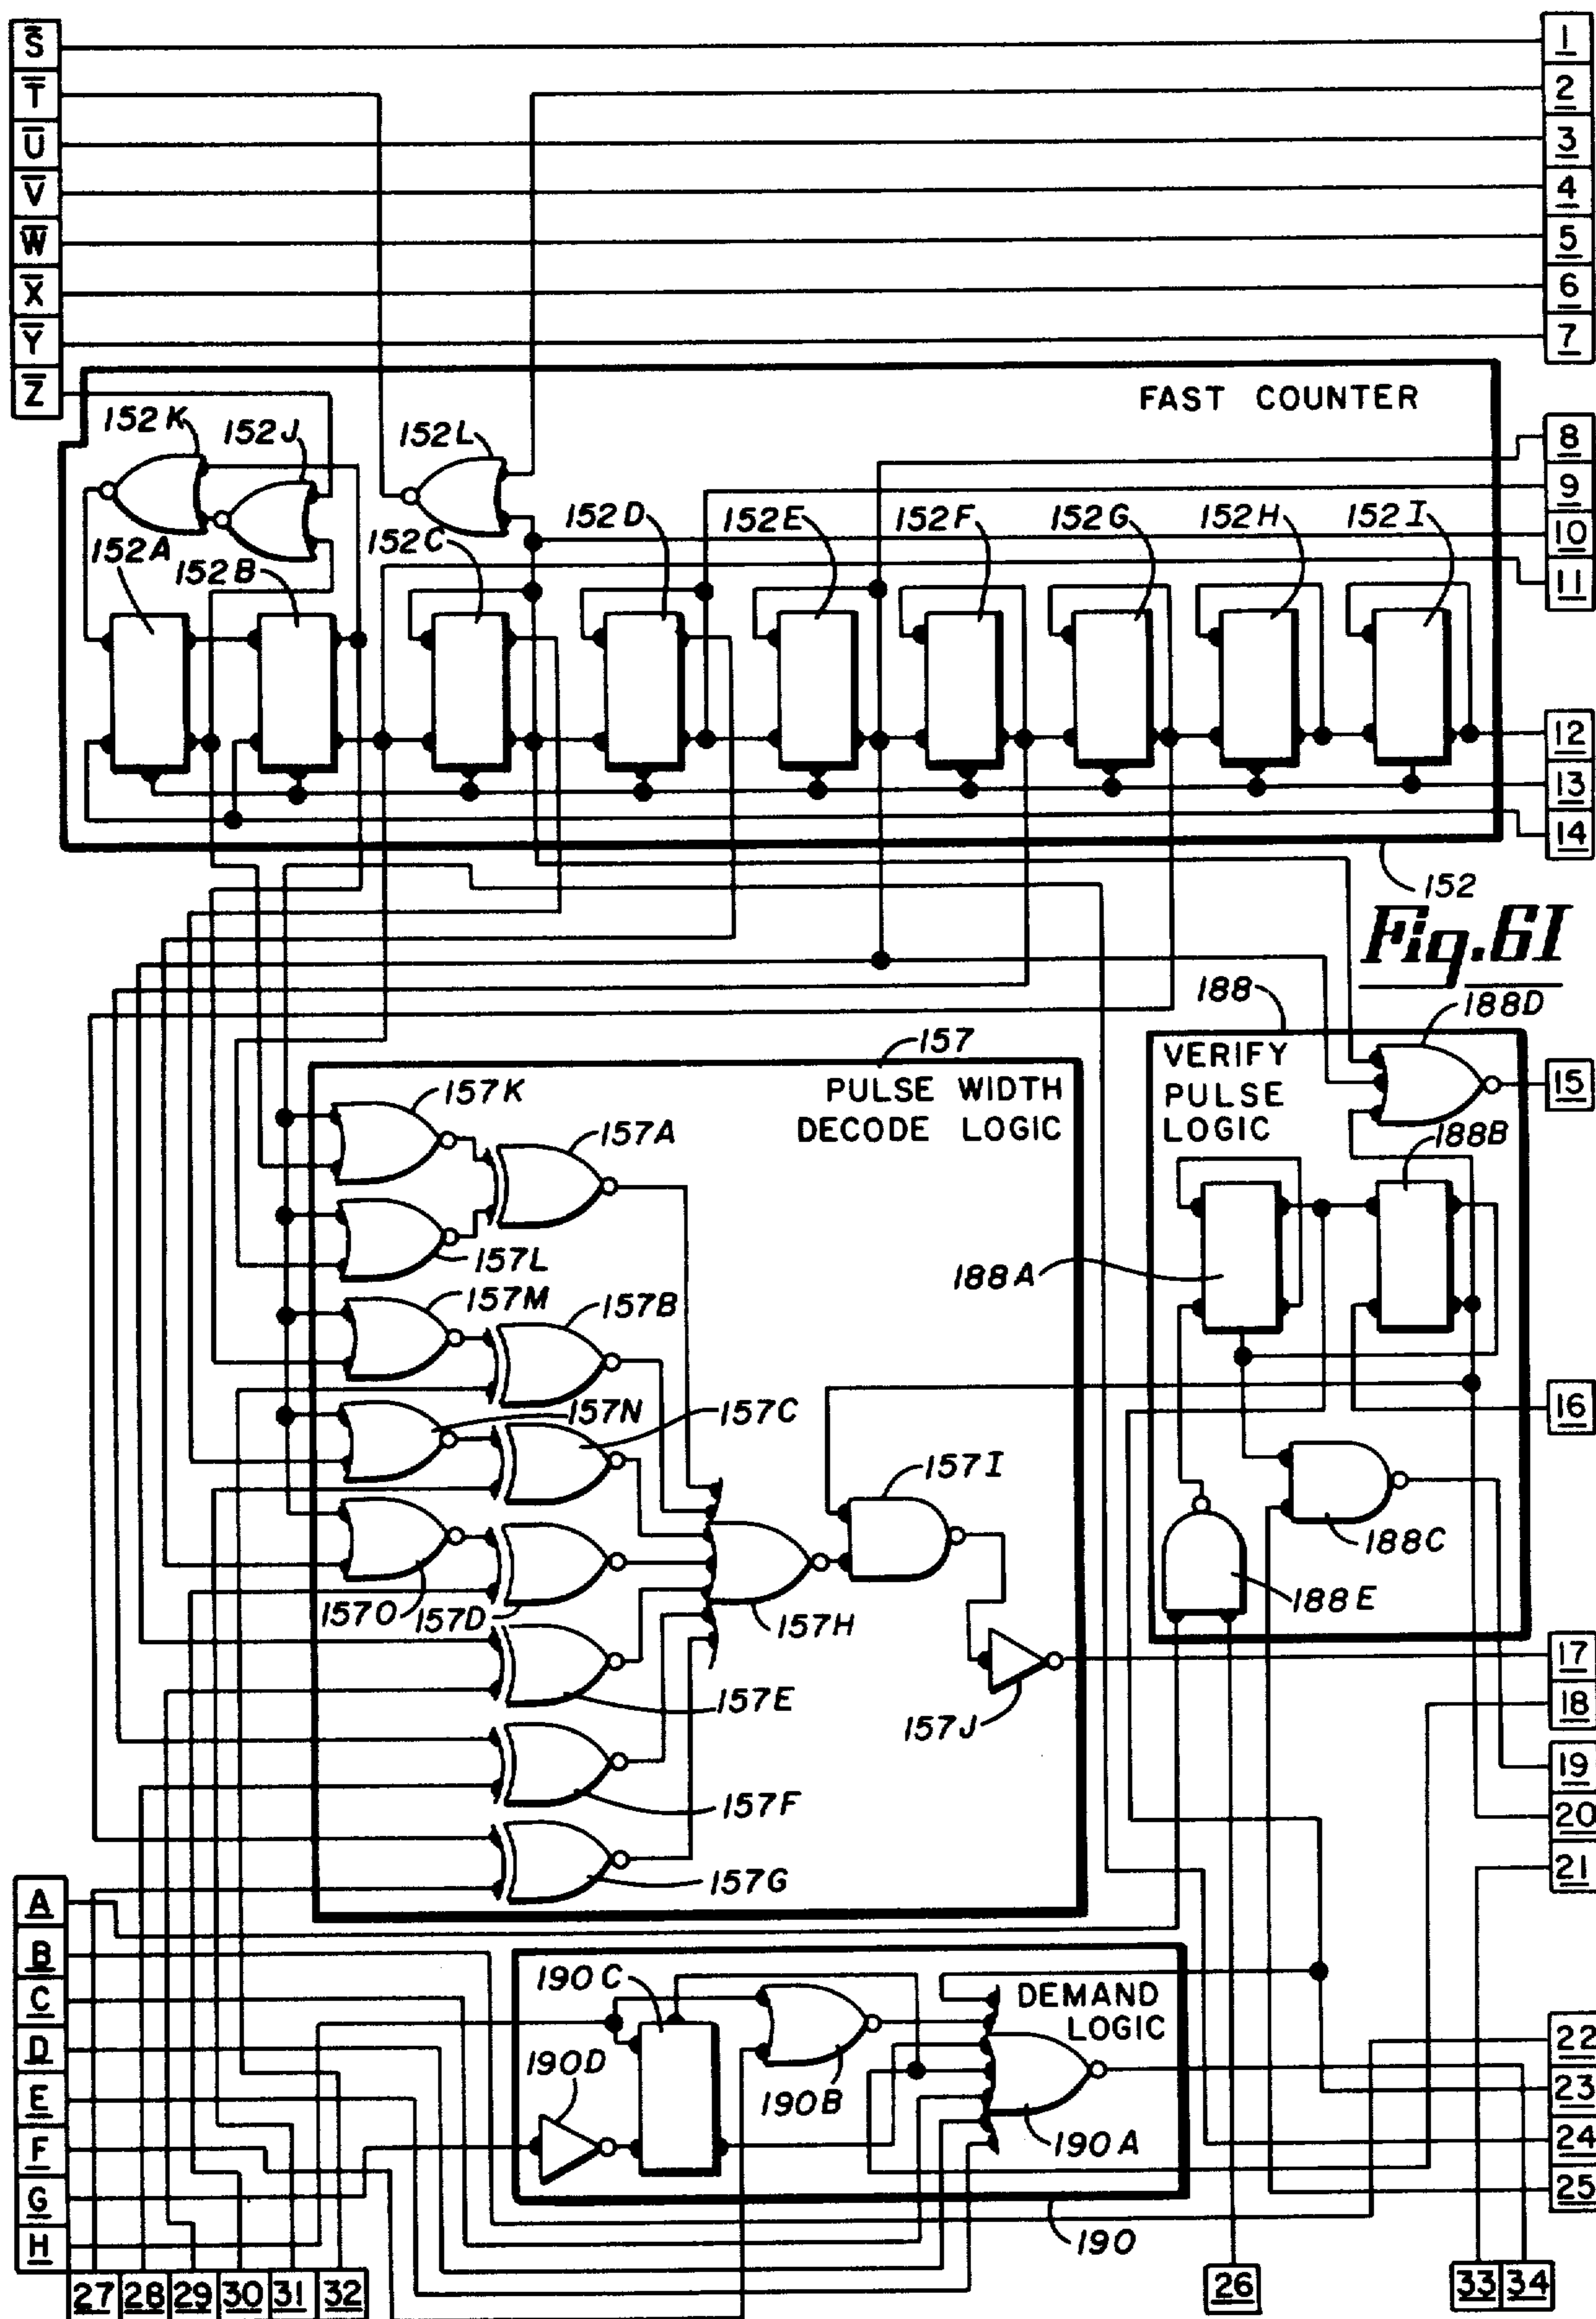 S̅ 1
T̅ 2
U̅ 3
V̅ 4
W̅ 5
X̅ 6
Y̅ 7
Z̅
FAST COUNTER
152K 152J 152L 8
9
152D 152E 152F 152G 152H 152I 10
152A 152B 152C 11
12
13
14
152
Fig. 6I
157 188 188D
PULSE WIDTH
DECODE LOGIC
VERIFY
PULSE
LOGIC
15
157K 157A 188B
157L 188A
157M 157B
157N 157C 16
157I
188C
157O 157D 157H 188E
17
157E 157J 18
19
157F 20
157G 21
A
B
190C DEMAND
LOGIC
C
D 22
190D 190B 23
E
F 190A 24
G 25
H 190
27 28 29 30 31 32 26 33 34